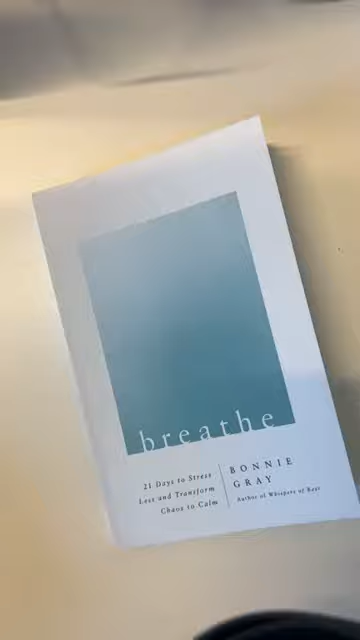 breathe
21 Days to Stress
Less and Transform
Chaos to Calm
BONNIE
GRAY
Author of Whispers of Rest